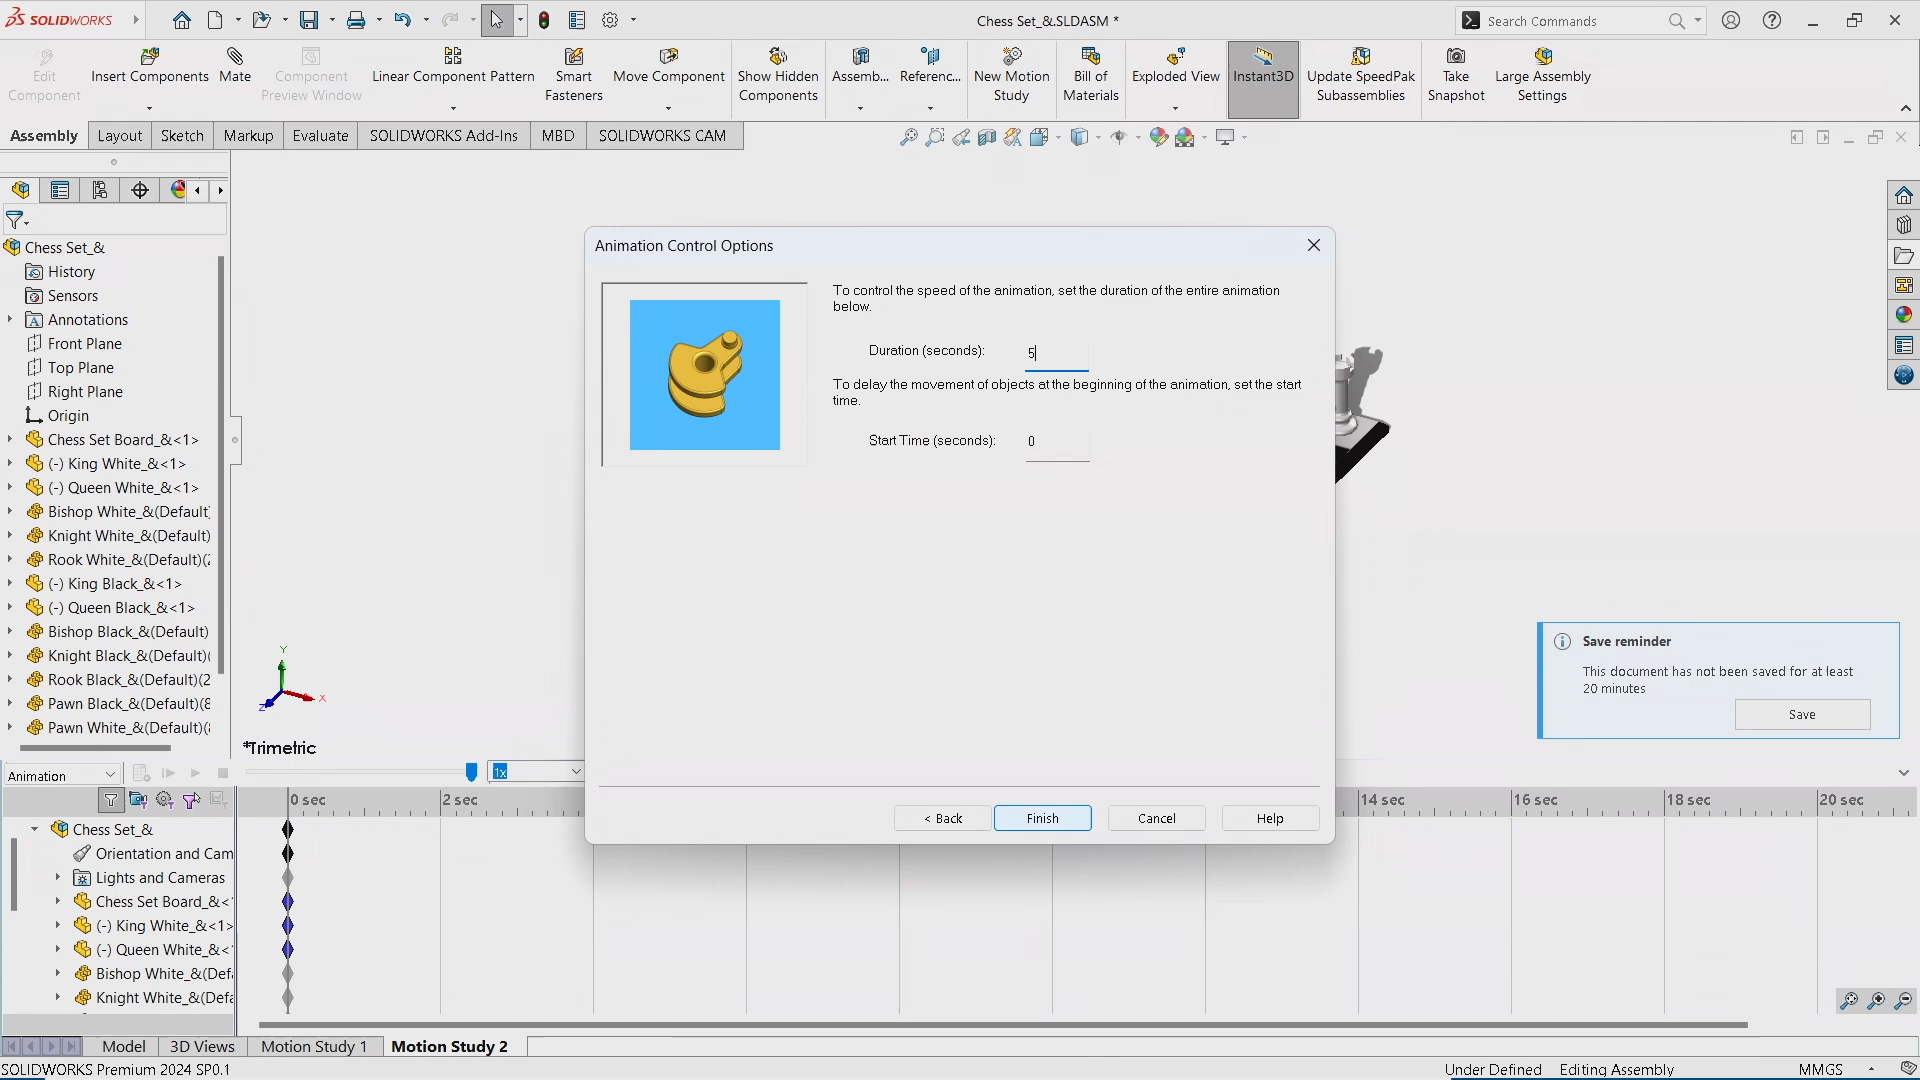 SOLIDWORKS
Chess Set_&.SLDASM *
Search Commands
Edit
Component
Insert Components
Mate
Component
Preview Window
Linear Component Pattern
Smart
Fasteners
Move Component
Show Hidden
Components
Assemb...
Referenc...
New Motion
Study
Bill of
Materials
Exploded View
Instant3D
Update SpeedPak
Subassemblies
Take
Snapshot
Large Assembly
Settings
Assembly
Layout
Sketch
Markup
Evaluate
SOLIDWORKS Add-Ins
MBD
SOLIDWORKS CAM
Chess Set_&
History
Sensors
Annotations
Front Plane
Top Plane
Right Plane
Origin
Chess Set Board_&<1>
(-) King White_&<1>
(-) Queen White_&<1>
Bishop White_&(Default)
Knight White_&(Default)
Rook White_&(Default)(2
(-) King Black_&<1>
(-) Queen Black_&<1>
Bishop Black_&(Default)
Knight Black_&(Default)(
Rook Black_&(Default)(2
Pawn Black_&(Default)(8
Pawn White_&(Default)(8
Animation Control Options
To control the speed of the animation, set the duration of the entire animation
below.
Duration (seconds): 5
To delay the movement of objects at the beginning of the animation, set the start
time.
Start Time (seconds): 0
< Back
Finish
Cancel
Help
Save reminder
This document has not been saved for at least
20 minutes
Save
Y
X
Z
*Trimetric
Animation
1x
0 sec
2 sec
14 sec
16 sec
18 sec
20 sec
Chess Set_&
Orientation and Cam
Lights and Cameras
Chess Set Board_&<
(-) King White_&<1>
(-) Queen White_&<
Bishop White_&(Def
Knight White_&(Defa
Model
3D Views
Motion Study 1
Motion Study 2
SOLIDWORKS Premium 2024 SP0.1
Under Defined
Editing Assembly
MMGS